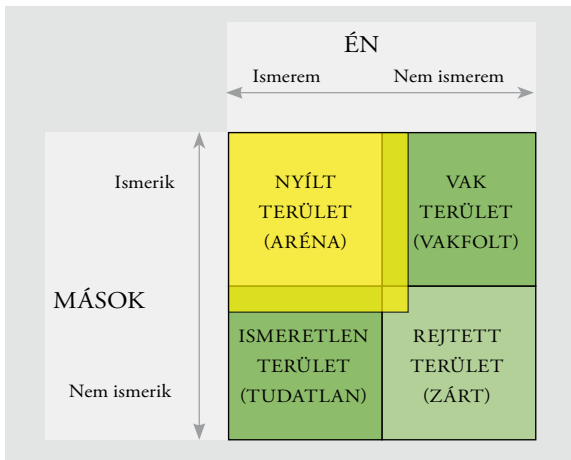 ÉN
Ismerem Nem ismerem
Ismerik
NYÍLT
TERÜLET
(ARÉNA)
VAK
TERÜLET
(VAKFOLT)
MÁSOK
ISMERETLEN
TERÜLET
(TUDATLAN)
REJTETT
TERÜLET
(ZÁRT)
Nem ismerik